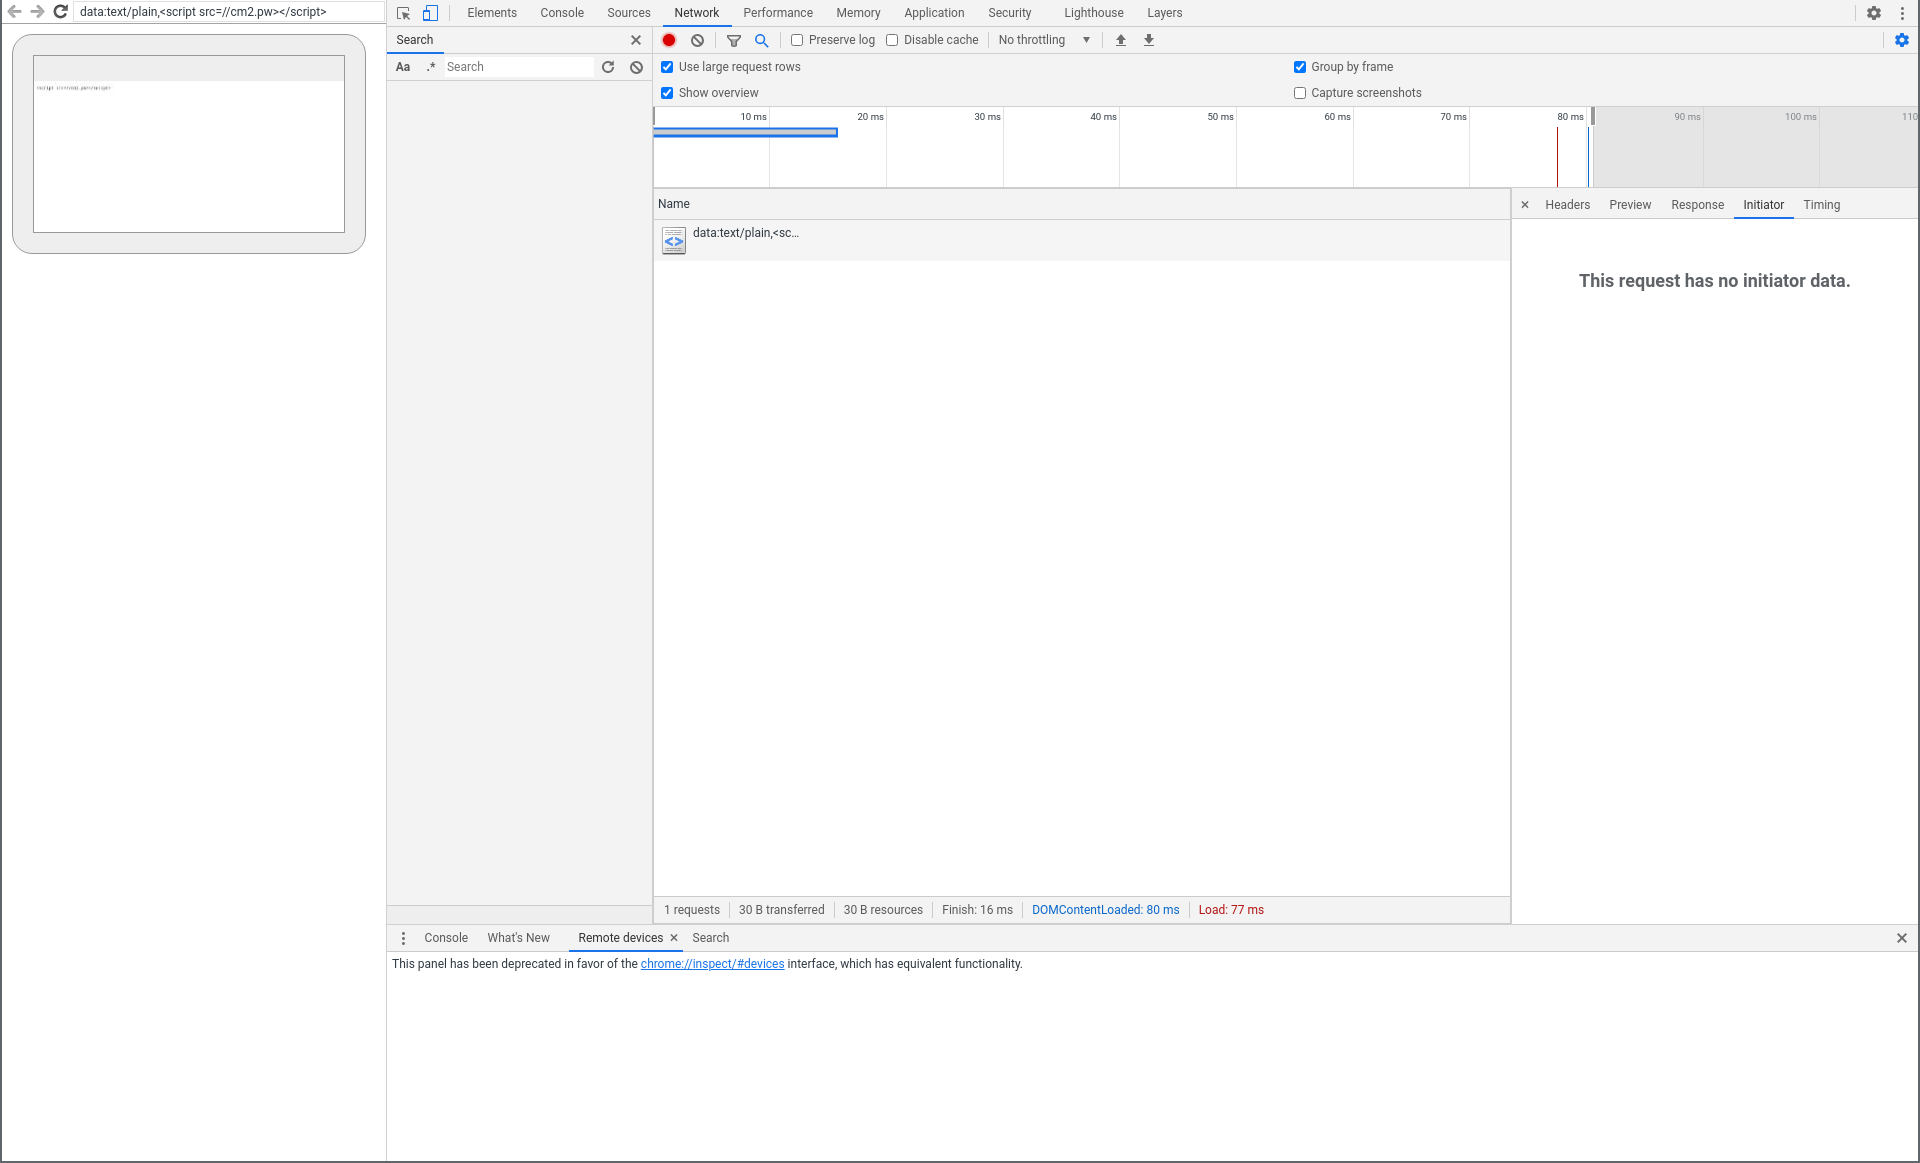 data:text/plain,<script src=//cm2.pw></script>
Elements Console Sources Network Performance Memory Application Security Lighthouse Layers
Search
Preserve log Disable cache No throttling
Aa .* Search
Use large request rows Group by frame
Show overview Capture screenshots
10 ms 20 ms 30 ms 40 ms 50 ms 60 ms 70 ms 80 ms 90 ms 100 ms 110
Name
Headers Preview Response Initiator Timing
data:text/plain,<sc...
This request has no initiator data.
1 requests 30 B transferred 30 B resources Finish: 16 ms DOMContentLoaded: 80 ms Load: 77 ms
Console What's New Remote devices Search
This panel has been deprecated in favor of the chrome://inspect/#devices interface, which has equivalent functionality.